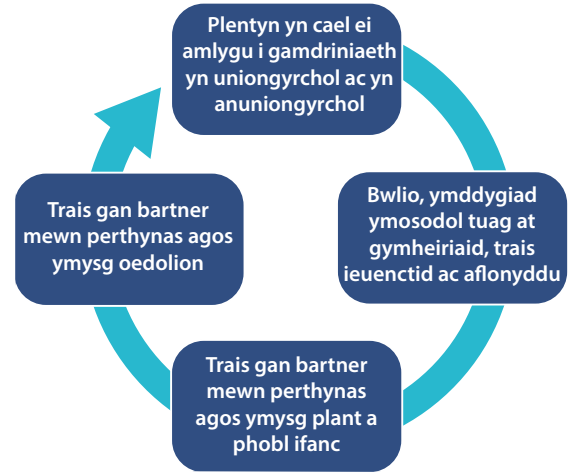 Plentyn yn cael ei
amlygu i gamdriniaeth
yn uniongyrchol ac yn
anuniongyrchol
Bwlio, ymddygiad
ymosodol tuag at
gymheiriaid, trais
ieuenctid ac aflonyddu
Trais gan bartner
mewn perthynas
agos ymysg plant a
phobl ifanc
Trais gan bartner
mewn perthynas agos
ymysg oedolion